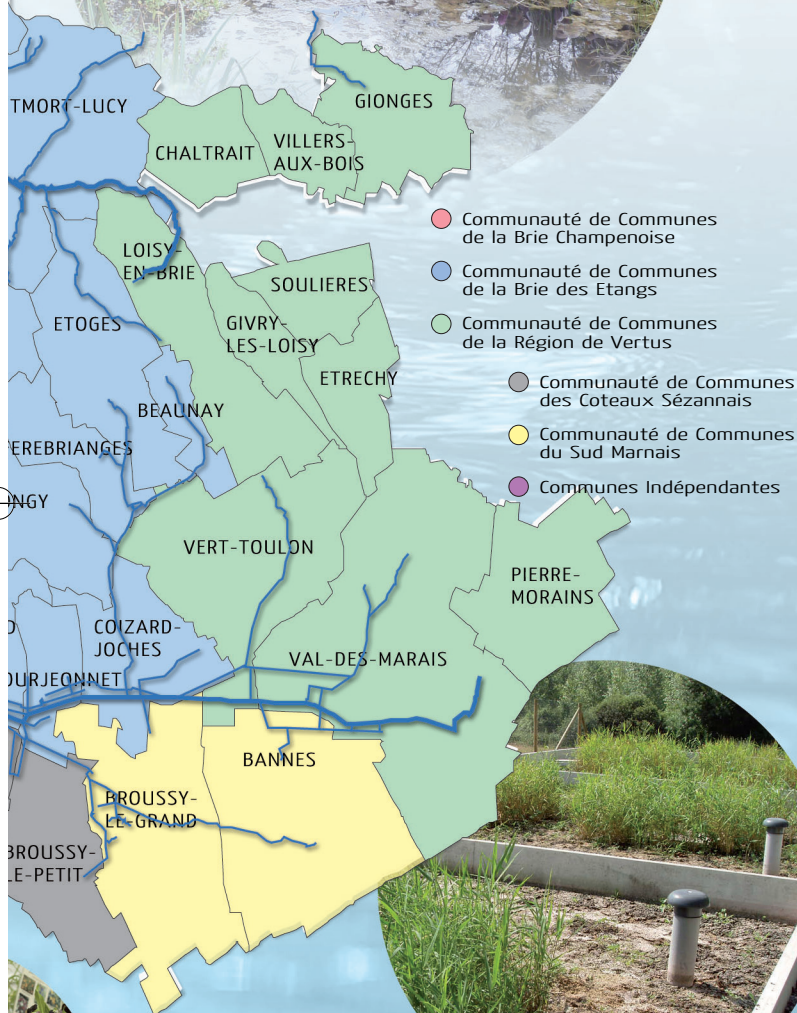 TMORT-LUCY
GIONGES
CHALTRAIT
VILLERS-
AUX-BOIS
Communauté de Communes
de la Brie Champenoise
LOISY-
EN-BRIE
Communauté de Communes
de la Brie des Etangs
SOULIERES
ETOGES
GIVRY-
LES-LOISY
Communauté de Communes
de la Région de Vertus
ETRECHY
Communauté de Communes
des Coteaux Sézannais
BEAUNAY
EREBRIANGES
Communauté de Communes
du Sud Marnais
NGY
Communes Indépendantes
VERT-TOULON
PIERRE-
MORAINS
COIZARD-
JOCHES
VAL-DES-MARAIS
OURJEONNET
BANNES
BROUSSY-
LE-GRAND
BROUSSY-
LE-PETIT